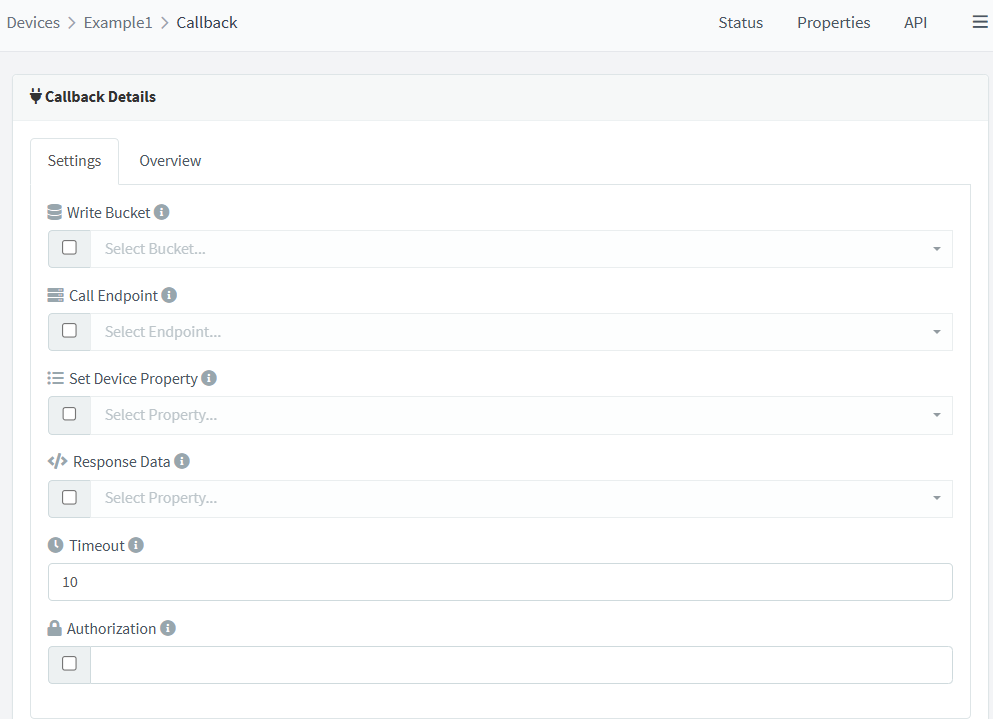 Devices > Example1 > Callback Status Properties API
Callback Details
Settings Overview
Write Bucket
Select Bucket...
Call Endpoint
Select Endpoint...
Set Device Property
Select Property...
Response Data
Select Property...
Timeout
10
Authorization